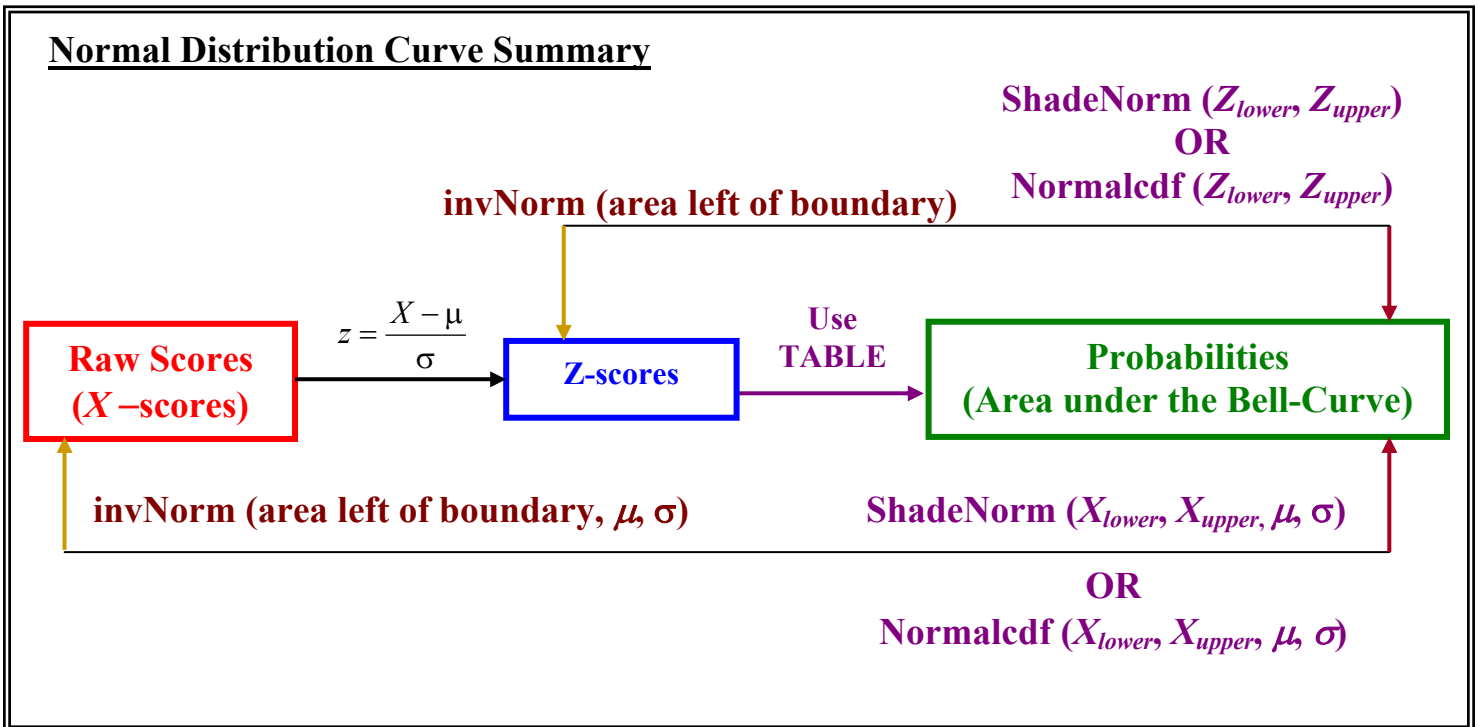 Normal Distribution Curve Summary
ShadeNorm (Zlower, Zupper)
OR
Normalcdf (Zlower, Zupper)
invNorm (area left of boundary)
z = (X − μ) / σ
Use
TABLE
Raw Scores
(X –scores)
Z-scores
Probabilities
(Area under the Bell-Curve)
invNorm (area left of boundary, μ, σ)
ShadeNorm (Xlower, Xupper, μ, σ)
OR
Normalcdf (Xlower, Xupper, μ, σ)